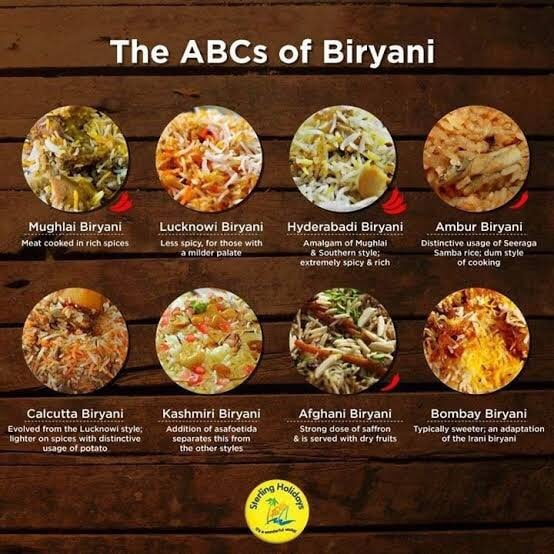 The ABCs of Biryani
Mughlai Biryani
Meat cooked in rich spices
Lucknowi Biryani
Less spicy, for those with
a milder palate
Hyderabadi Biryani
Amalgam of Mughlai
& Southern style;
extremely spicy & rich
Ambur Biryani
Distinctive usage of Seeraga
Samba rice; dum style
of cooking
Calcutta Biryani
Evolved from the Lucknowi style;
lighter on spices with distinctive
usage of potato
Kashmiri Biryani
Addition of asafoetida
separates this from
the other styles
Afghani Biryani
Strong dose of saffron
& is served with dry fruits
Bombay Biryani
Typically sweeter; an adaptation
of the Irani biryani
Sterling Holidays
It's a wonderful world